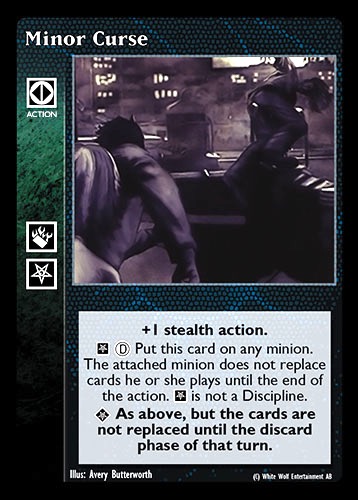 Minor Curse
ACTION
+1 stealth action.
D Put this card on any minion.
The attached minion does not replace
cards he or she plays until the end of
the action. is not a Discipline.
As above, but the cards are
not replaced until the discard
phase of that turn.
Illus: Avery Butterworth
(C) White Wolf Entertainment AB